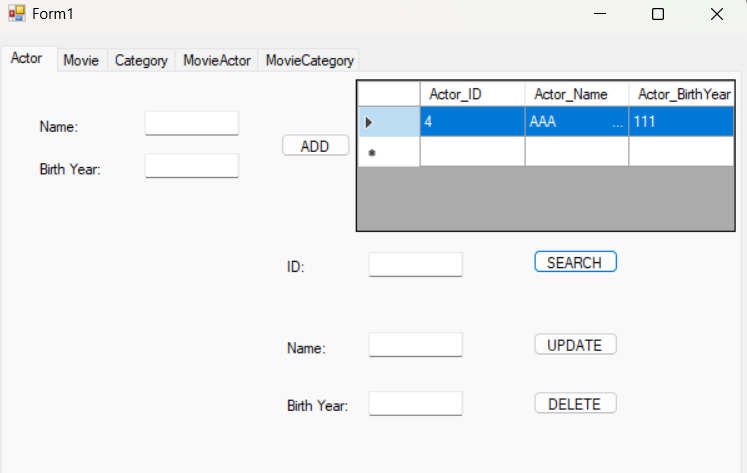 Form1
Actor Movie Category MovieActor MovieCategory
Actor_ID Actor_Name Actor_BirthYear
4 AAA ... 111
Name:
ADD
Birth Year:
ID: SEARCH
Name: UPDATE
Birth Year: DELETE